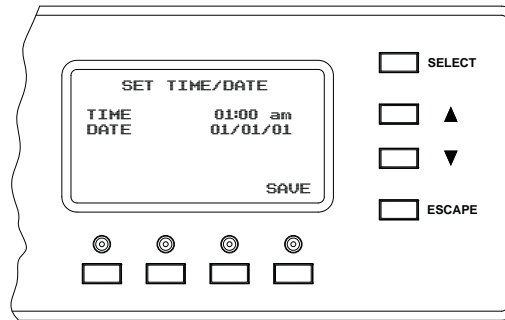 SET TIME/DATE
TIME 01:00 am
DATE 01/01/01
SAVE
SELECT
▲
▼
ESCAPE